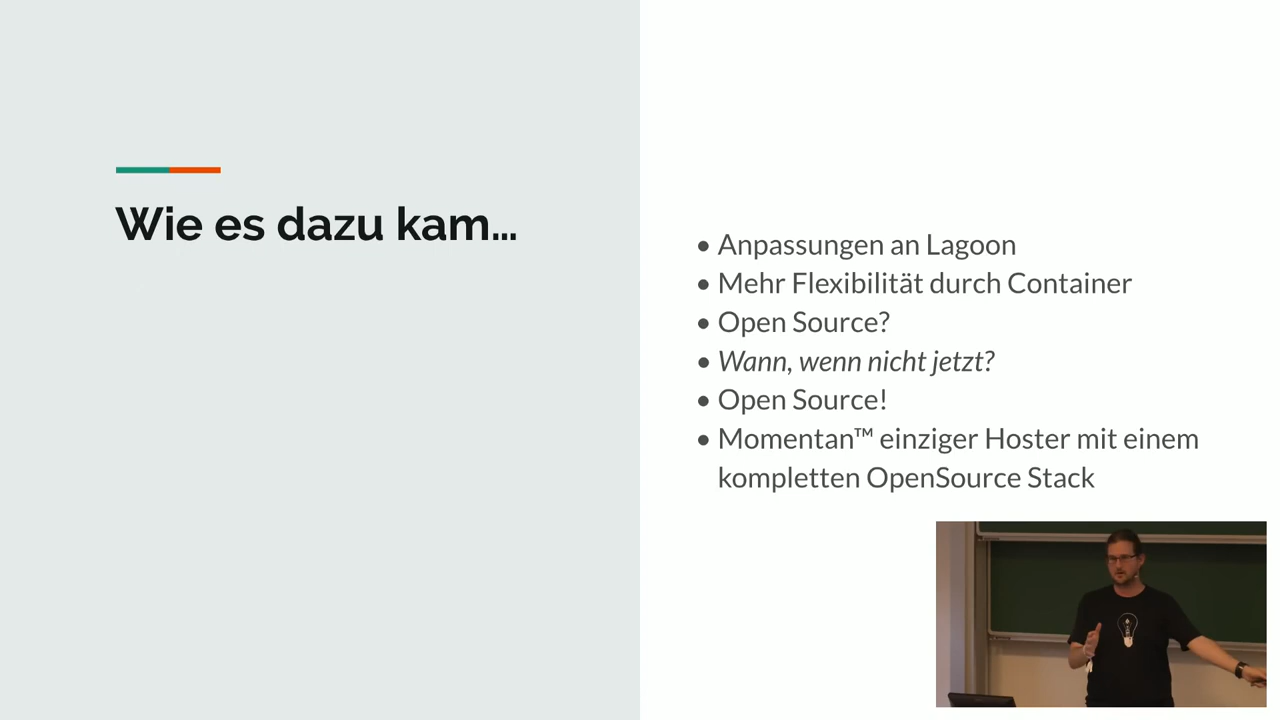 Wie es dazu kam...
• Anpassungen an Lagoon
• Mehr Flexibilität durch Container
• Open Source?
• Wann, wenn nicht jetzt?
• Open Source!
• Momentan™ einziger Hoster mit einem
kompletten OpenSource Stack